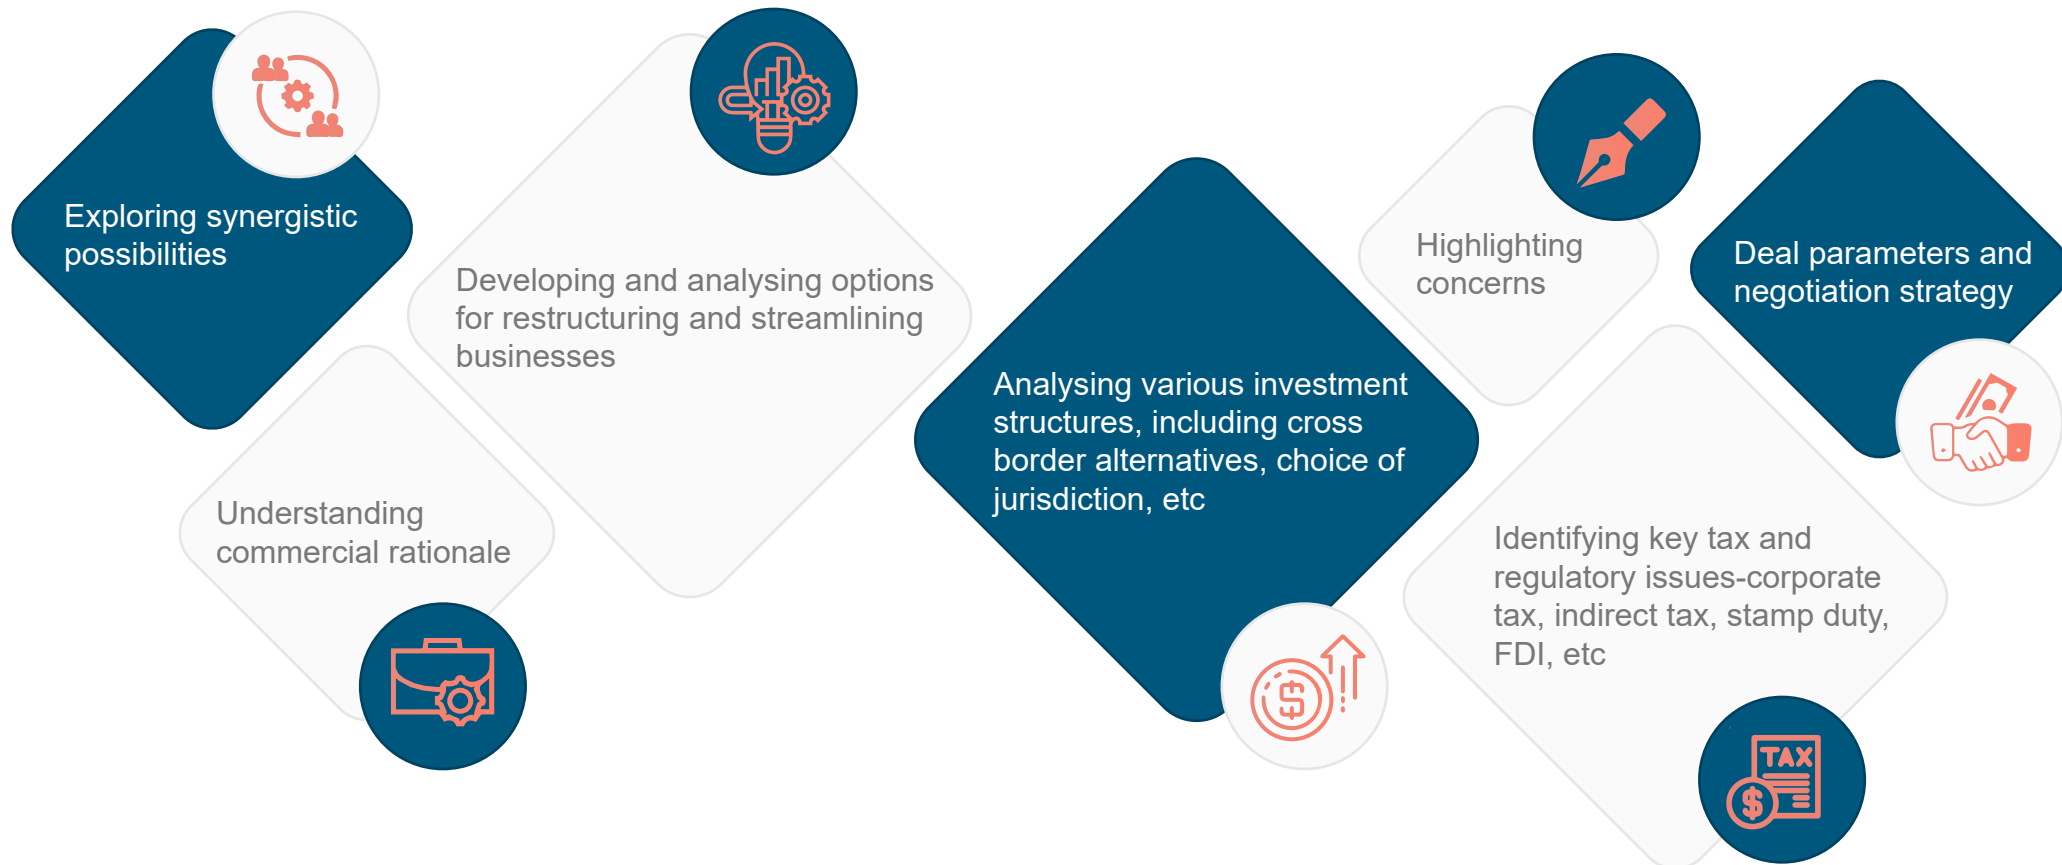 Exploring synergistic
possibilities
Understanding
commercial rationale
Developing and analysing options
for restructuring and streamlining
businesses
Analysing various investment
structures, including cross
border alternatives, choice of
jurisdiction, etc
Highlighting
concerns
Identifying key tax and
regulatory issues-corporate
tax, indirect tax, stamp duty,
FDI, etc
TAX
$
$
Deal parameters and
negotiation strategy